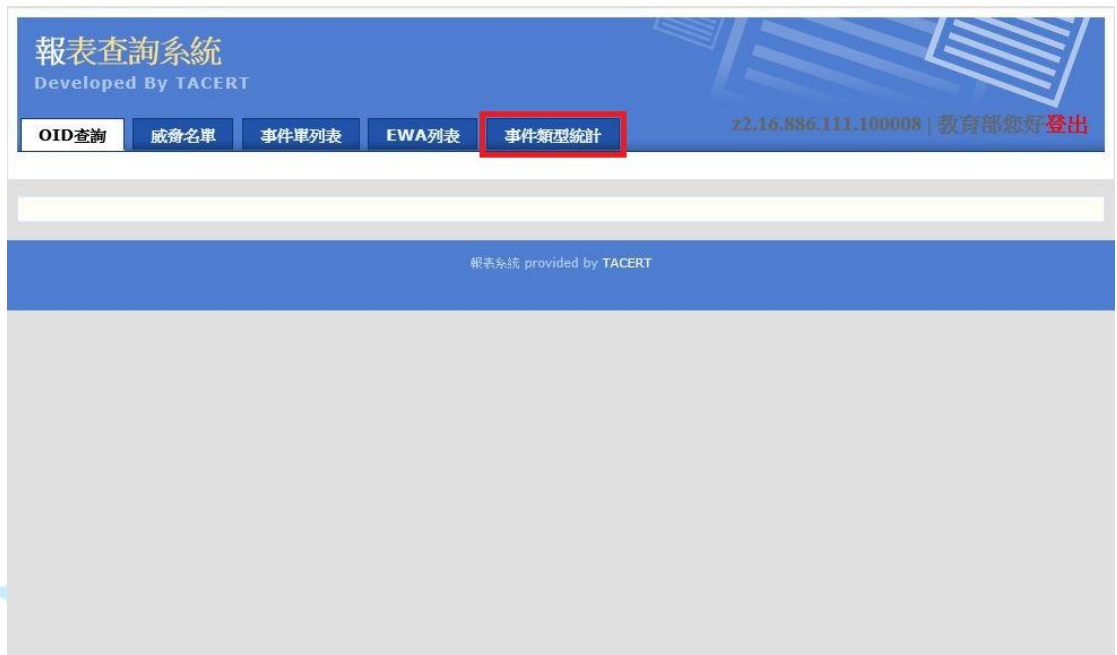 報表查詢系統
Developed By TACERT
z2.16.886.111.100008 | 教育部您好登出
OID查詢 威脅名單 事件單列表 EWA列表 事件類型統計
報表系統 provided by TACERT